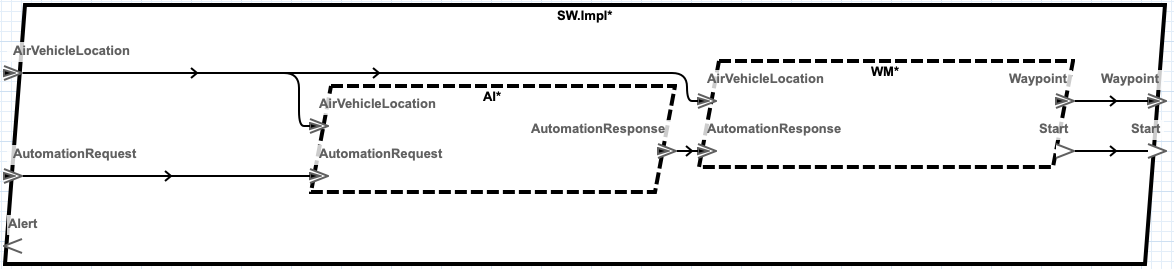 SW.Impl*
AirVehicleLocation
AirVehicleLocation
WM*
Waypoint
Waypoint
AI*
AirVehicleLocation
AutomationResponse
AutomationResponse
Start
Start
AutomationRequest
AutomationRequest
Alert